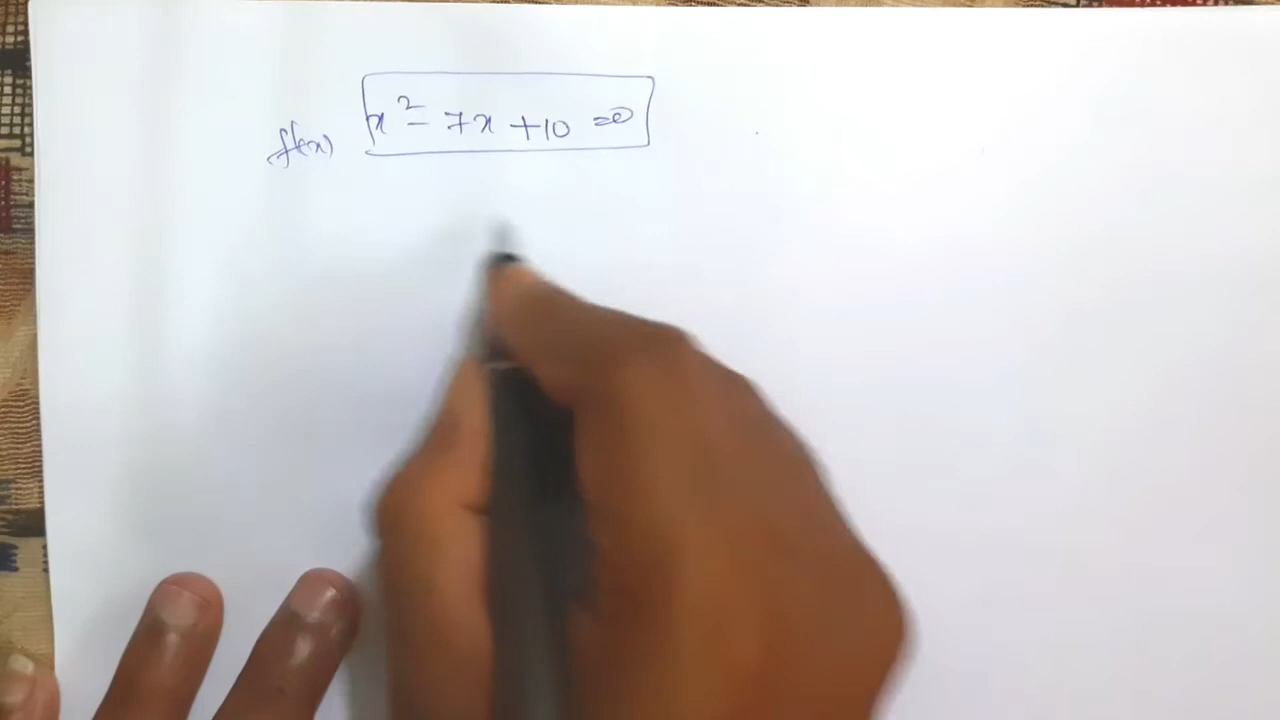 f(x) x² - 7x + 10 = 0